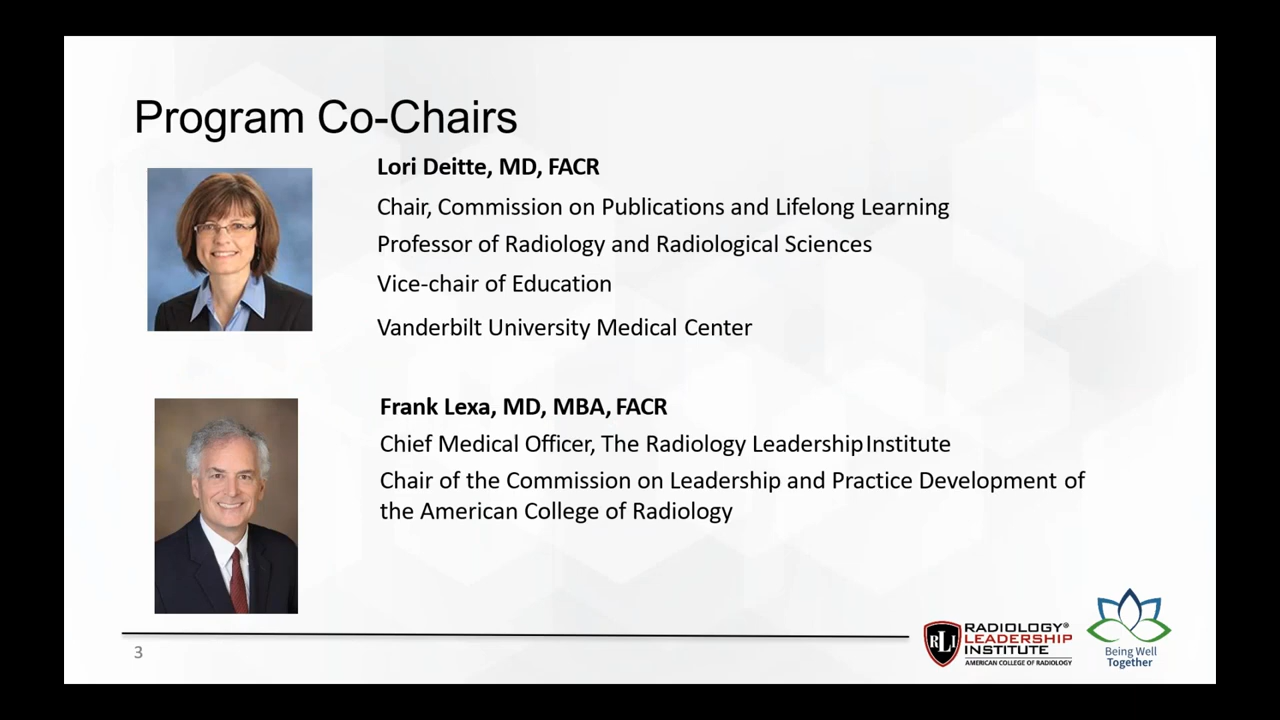 Program Co-Chairs
Lori Deitte, MD, FACR
Chair, Commission on Publications and Lifelong Learning
Professor of Radiology and Radiological Sciences
Vice-chair of Education
Vanderbilt University Medical Center
Frank Lexa, MD, MBA, FACR
Chief Medical Officer, The Radiology Leadership Institute
Chair of the Commission on Leadership and Practice Development of
the American College of Radiology
3
RLI
RADIOLOGY®
LEADERSHIP
INSTITUTE
AMERICAN COLLEGE OF RADIOLOGY
Being Well
Together